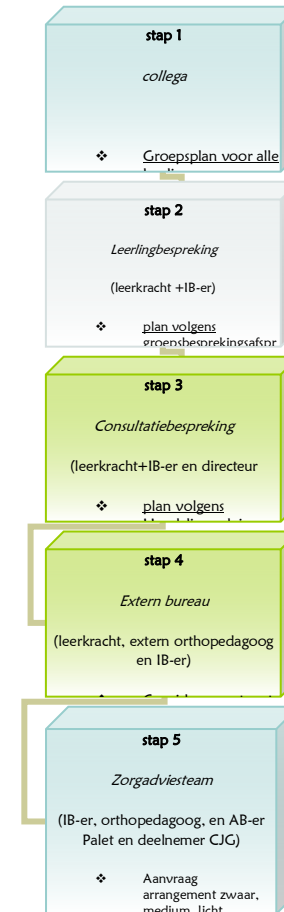 stap 1
collega
❖ Groepsplan voor alle
stap 2
Leerlingbespreking
(leerkracht +IB-er)
❖ plan volgens
groepsbesprekingsafspr
stap 3
Consultatiebespreking
(leerkracht+IB-er en directeur
❖ plan volgens
stap 4
Extern bureau
(leerkracht, extern orthopedagoog
en IB-er)
stap 5
Zorgadviesteam
(IB-er, orthopedagoog, en AB-er
Palet en deelnemer CJG)
❖ Aanvraag
arrangement zwaar,
medium, licht